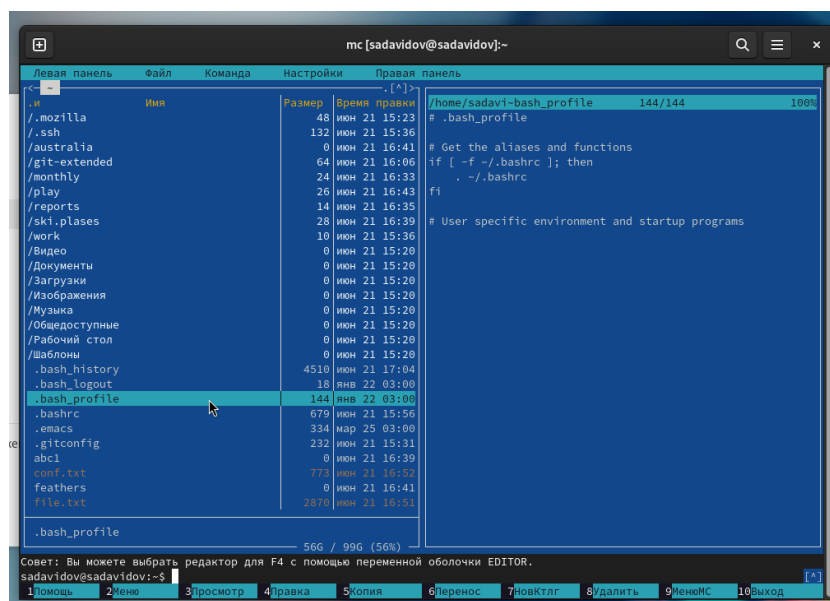 mc [sadavidov@sadavidov]:~
Левая панель Файл Команда Настройки Правая панель
<- ~ .[^]>
.и Имя Размер Время правки
/.mozilla 48 июн 21 15:23
/.ssh 132 июн 21 15:36
/australia 0 июн 21 16:41
/git-extended 64 июн 21 16:06
/monthly 24 июн 21 16:33
/play 26 июн 21 16:43
/reports 14 июн 21 16:35
/ski.plases 28 июн 21 16:39
/work 10 июн 21 15:36
/Видео 0 июн 21 15:20
/Документы 0 июн 21 15:20
/Загрузки 0 июн 21 15:20
/Изображения 0 июн 21 15:20
/Музыка 0 июн 21 15:20
/Общедоступные 0 июн 21 15:20
/Рабочий стол 0 июн 21 15:20
/Шаблоны 0 июн 21 15:20
.bash_history 4510 июн 21 17:04
.bash_logout 18 янв 22 03:00
.bash_profile 144 янв 22 03:00
.bashrc 679 июн 21 15:56
.emacs 334 мар 25 03:00
.gitconfig 232 июн 21 15:31
abc1 0 июн 21 16:39
conf.txt 773 июн 21 16:52
feathers 0 июн 21 16:41
file.txt 2870 июн 21 16:51
.bash_profile
56G / 99G (56%)
/home/sadavi~bash_profile 144/144 100%
# .bash_profile
# Get the aliases and functions
if [ -f ~/.bashrc ]; then
. ~/.bashrc
fi
# User specific environment and startup programs
Совет: Вы можете выбрать редактор для F4 с помощью переменной оболочки EDITOR.
sadavidov@sadavidov:~$ [^]
1Помощь 2Меню 3Просмотр 4Правка 5Копия 6Перенос 7НовКтлг 8Удалить 9МенюМС 10Выход